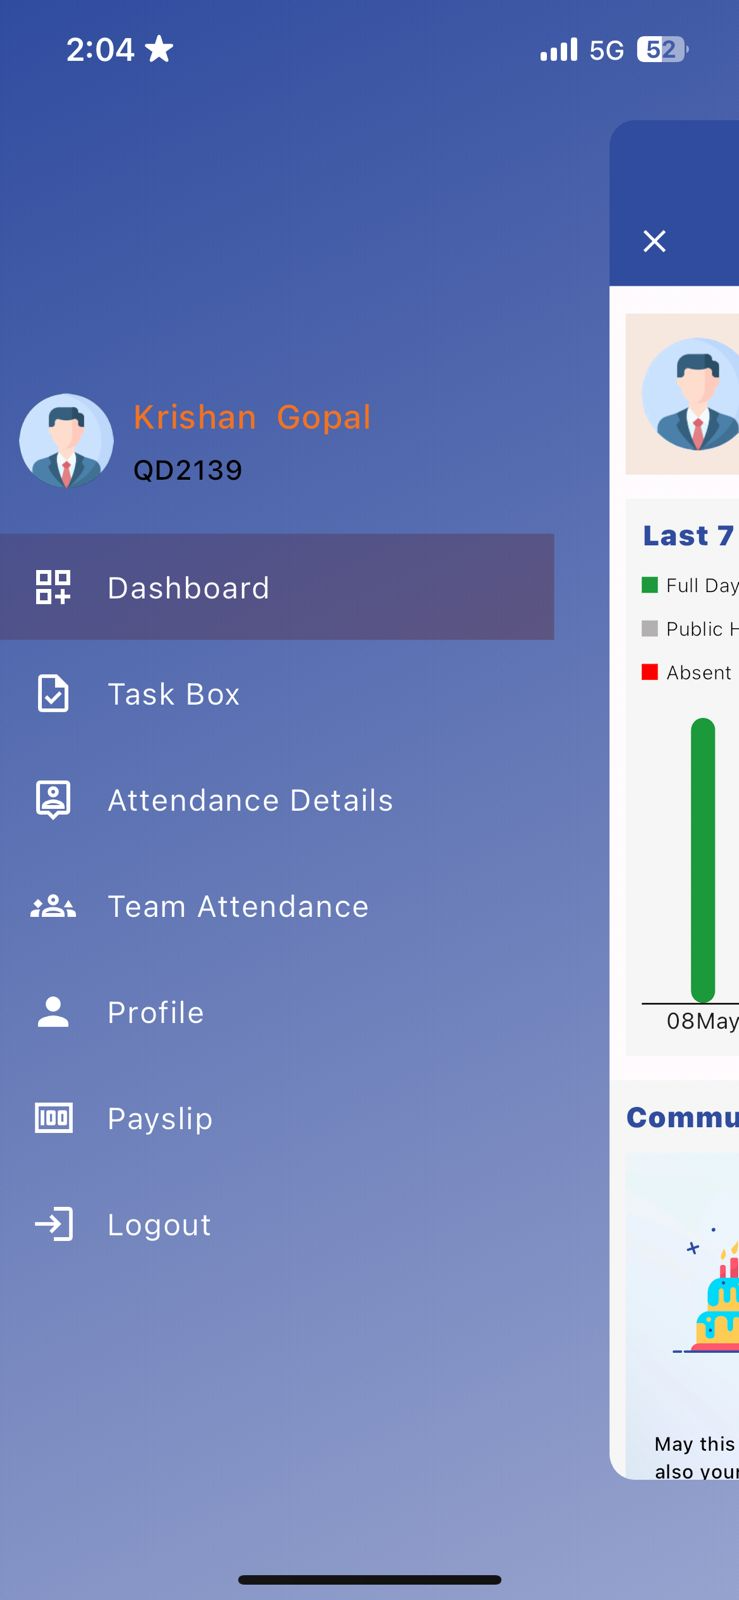 2:04
5G 52
Krishan Gopal
QD2139
Dashboard
Task Box
Attendance Details
Team Attendance
Profile
100
Payslip
Logout
Last 7
Full Day
Public H
Absent
08May
Commu
May this
also your